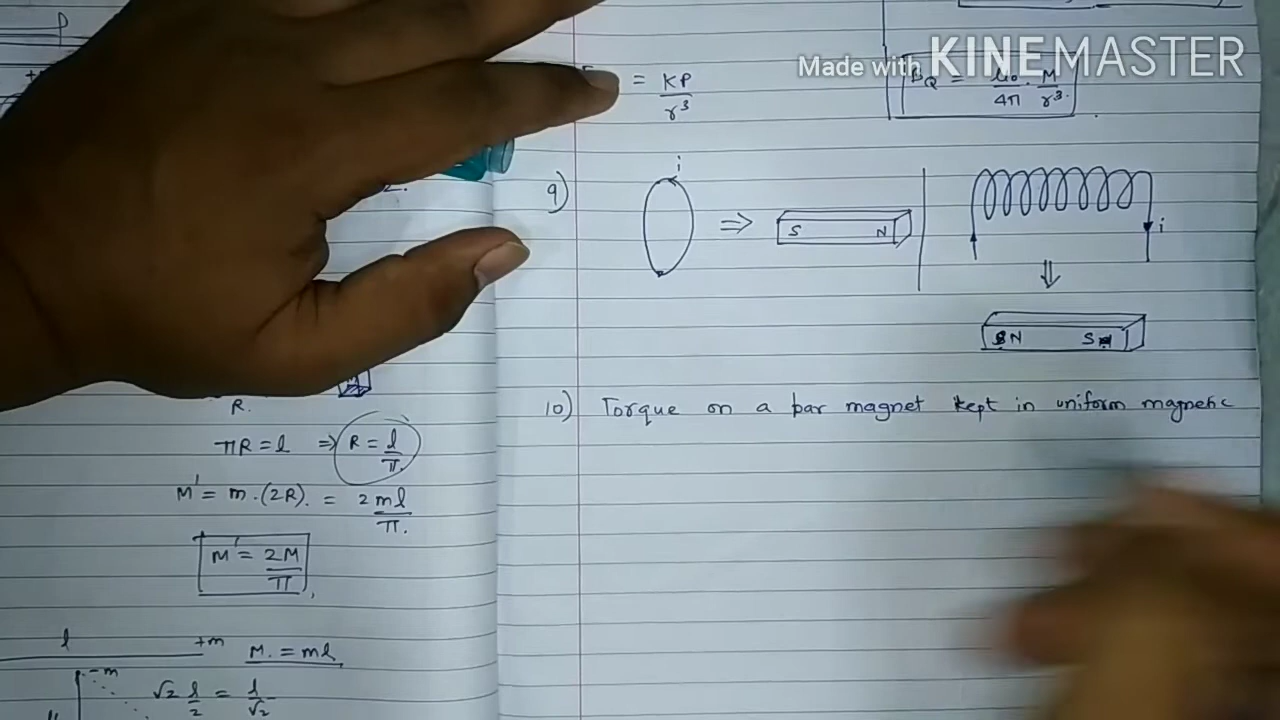 P
Made with KINEMASTER
= KP / r³
B_Q = μ₀/4π · M/r³
9)
i
S N
i
N S
R.
πR = l ⇒ R = l/π
M' = m.(2R). = 2ml/π.
M' = 2M/π
10) Torque on a bar magnet kept in uniform magnetic
l
+m
M. = ml
-m
√2 l/2 = l/√2